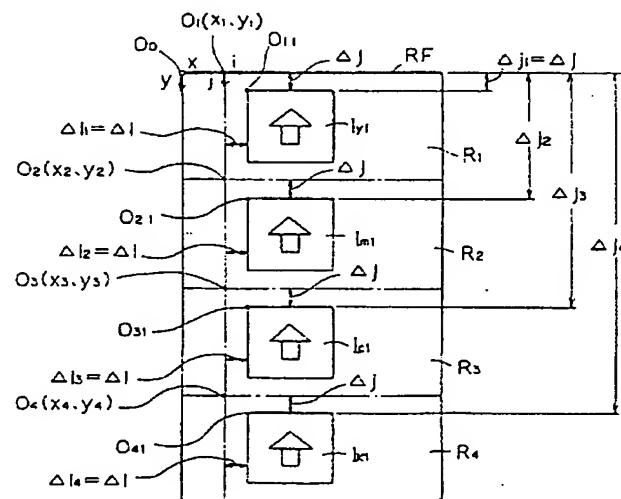 O₁(x₁,y₁)
O₀ x i O₁₁ Δj RF Δj₁=Δj
y j
Δi₁=Δi Iy₁ R₁ Δj₂
O₂(x₂,y₂) Δj Δj₃
O₂₁
Δi₂=Δi Im₁ R₂
O₃(x₃,y₃) Δj
O₃₁
Δi₃=Δi Ic₁ R₃
O₄(x₄,y₄) Δj
O₄₁
Δi₄=Δi R₄